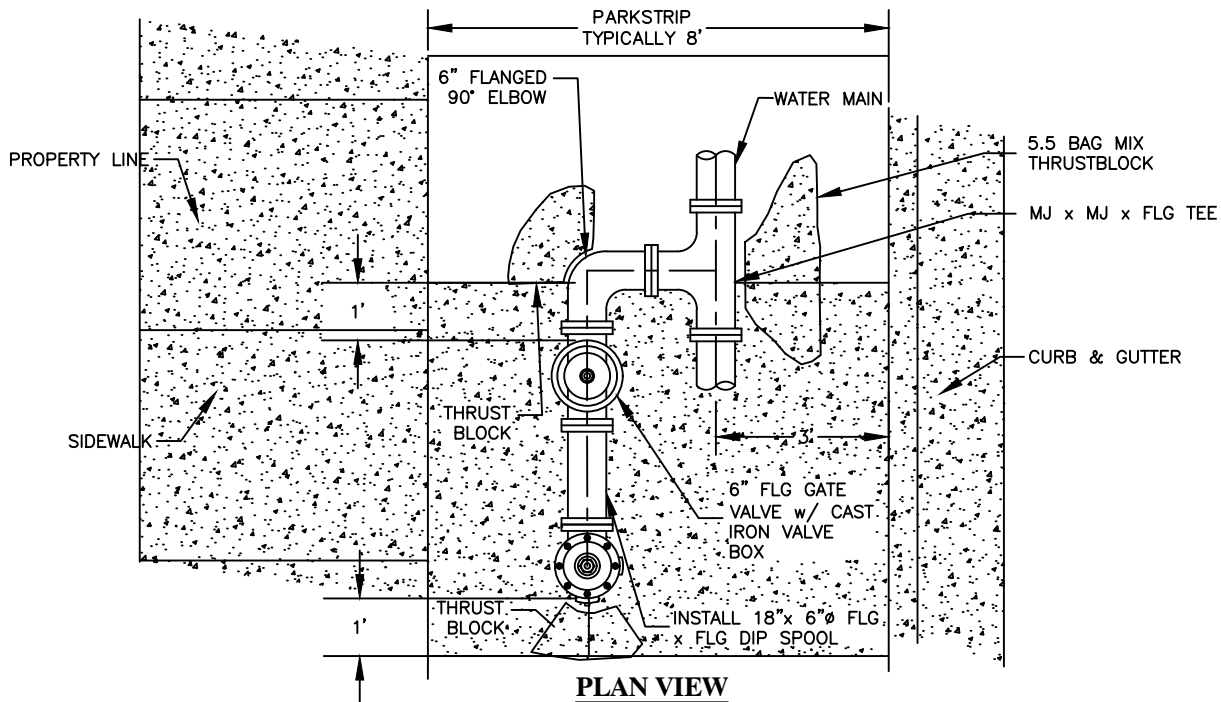 PARKSTRIP
TYPICALLY 8'
6" FLANGED
90° ELBOW
WATER MAIN
5.5 BAG MIX
THRUSTBLOCK
PROPERTY LINE
MJ x MJ x FLG TEE
1'
CURB & GUTTER
THRUST
BLOCK
SIDEWALK
3'
6" FLG GATE
VALVE w/ CAST
IRON VALVE
BOX
THRUST
BLOCK
1'
INSTALL 18"x 6"ø FLG
x FLG DIP SPOOL
PLAN VIEW